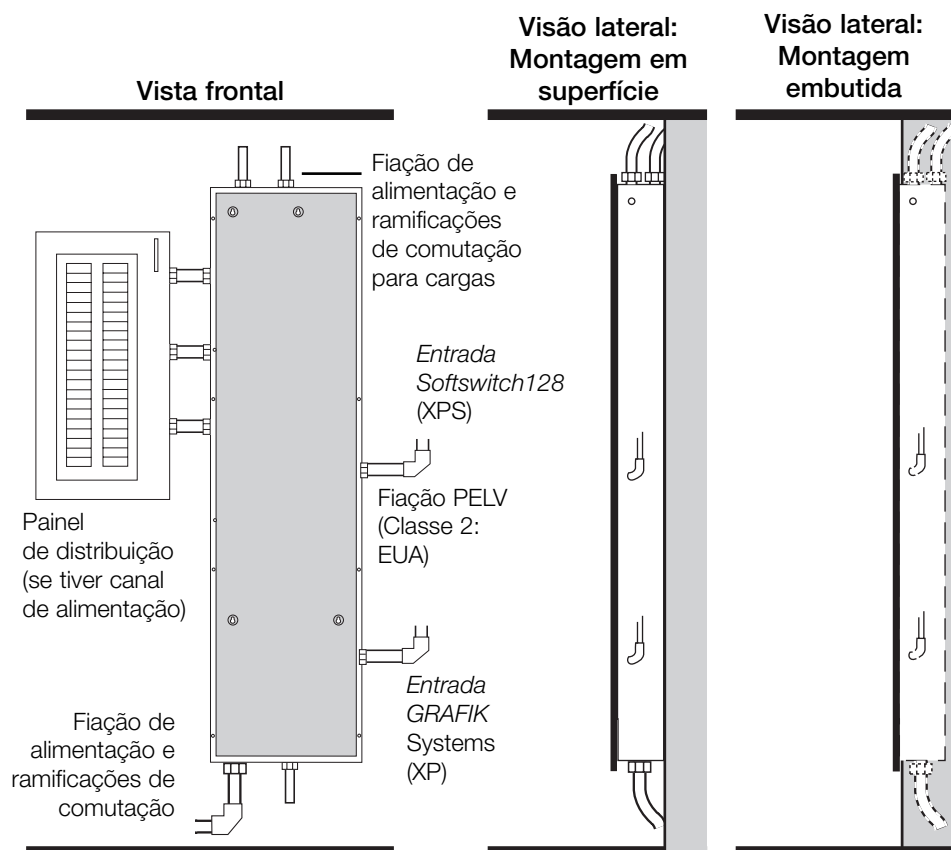 Vista frontal
Visão lateral:
Montagem em
superfície
Visão lateral:
Montagem
embutida
Fiação de
alimentação e
ramificações
de comutação
para cargas
Entrada
Softswitch128
(XPS)
Fiação PELV
(Classe 2:
EUA)
Painel
de distribuição
(se tiver canal
de alimentação)
Entrada
GRAFIK
Systems
(XP)
Fiação de
alimentação e
ramificações de
comutação